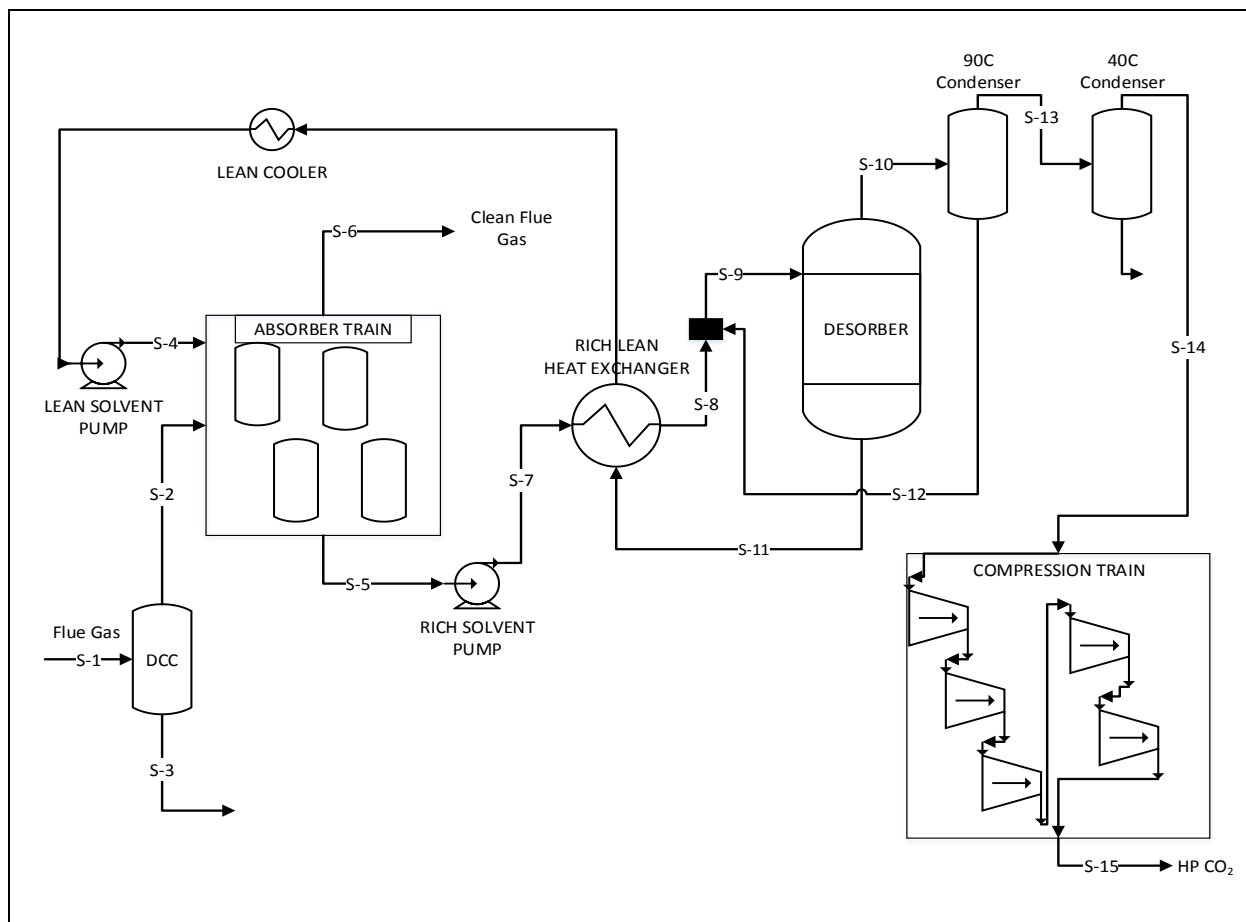 90C
Condenser
40C
Condenser
S-13
S-10
LEAN COOLER
S-6
Clean Flue
Gas
S-9
ABSORBER TRAIN
DESORBER
S-4
RICH LEAN
HEAT EXCHANGER
S-14
LEAN SOLVENT
PUMP
S-8
S-2
S-7
S-12
S-11
S-5
COMPRESSION TRAIN
RICH SOLVENT
PUMP
Flue Gas
S-1
DCC
S-3
S-15
HP CO₂